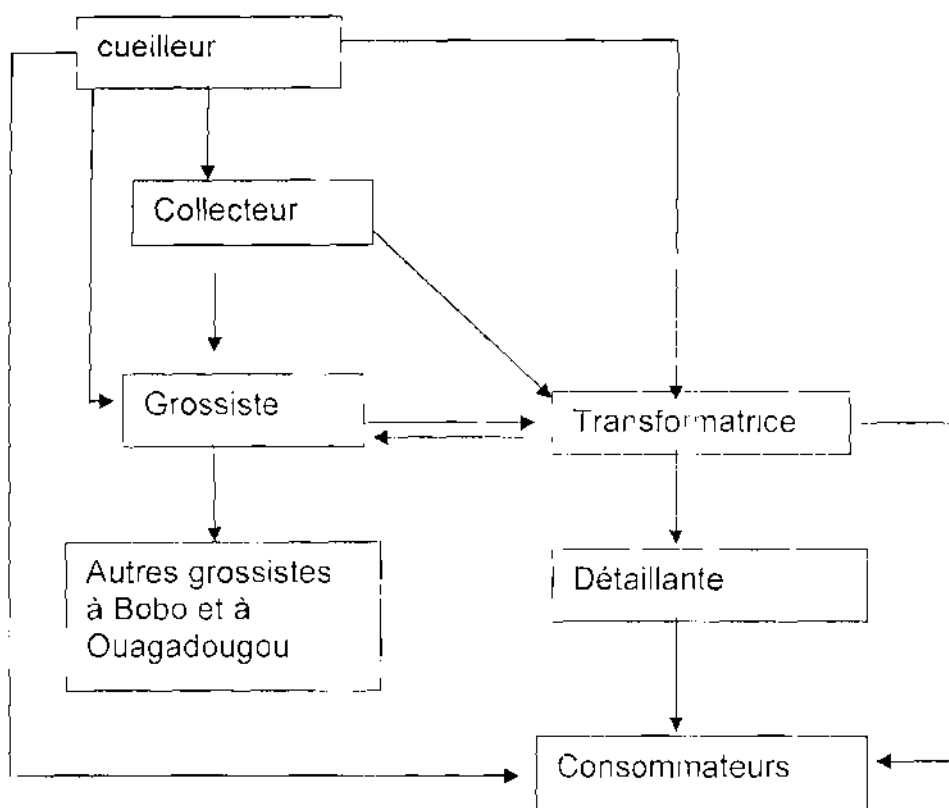 cueilleur
Collecteur
Grossiste
Transformatrice
Autres grossistes
à Bobo et à
Ouagadougou
Détaillante
Consommateurs